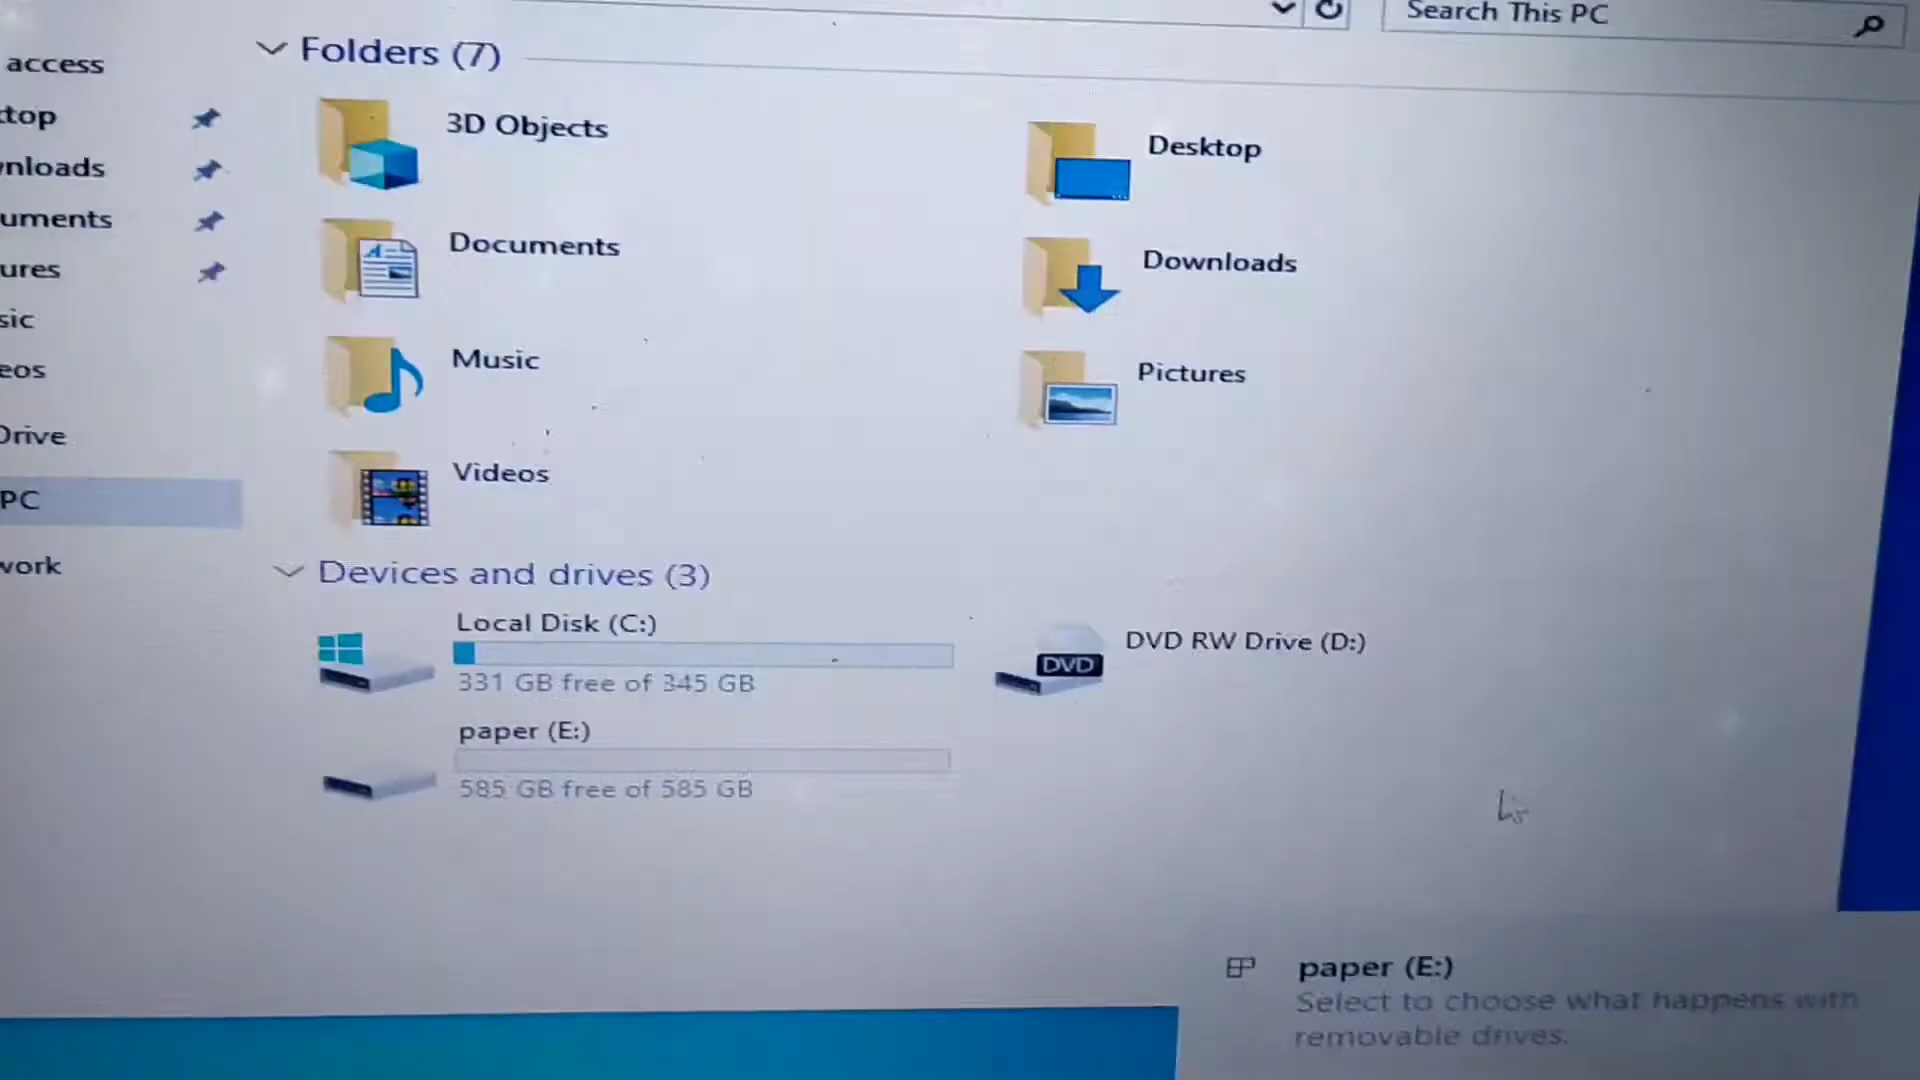 Search This PC
Folders (7)
access
top
nloads
uments
ures
sic
eos
Drive
PC
work
3D Objects
Desktop
Documents
Downloads
Music
Pictures
Videos
Devices and drives (3)
Local Disk (C:)
331 GB free of 345 GB
DVD RW Drive (D:)
DVD
paper (E:)
585 GB free of 585 GB
paper (E:)
Select to choose what happens with
removable drives.